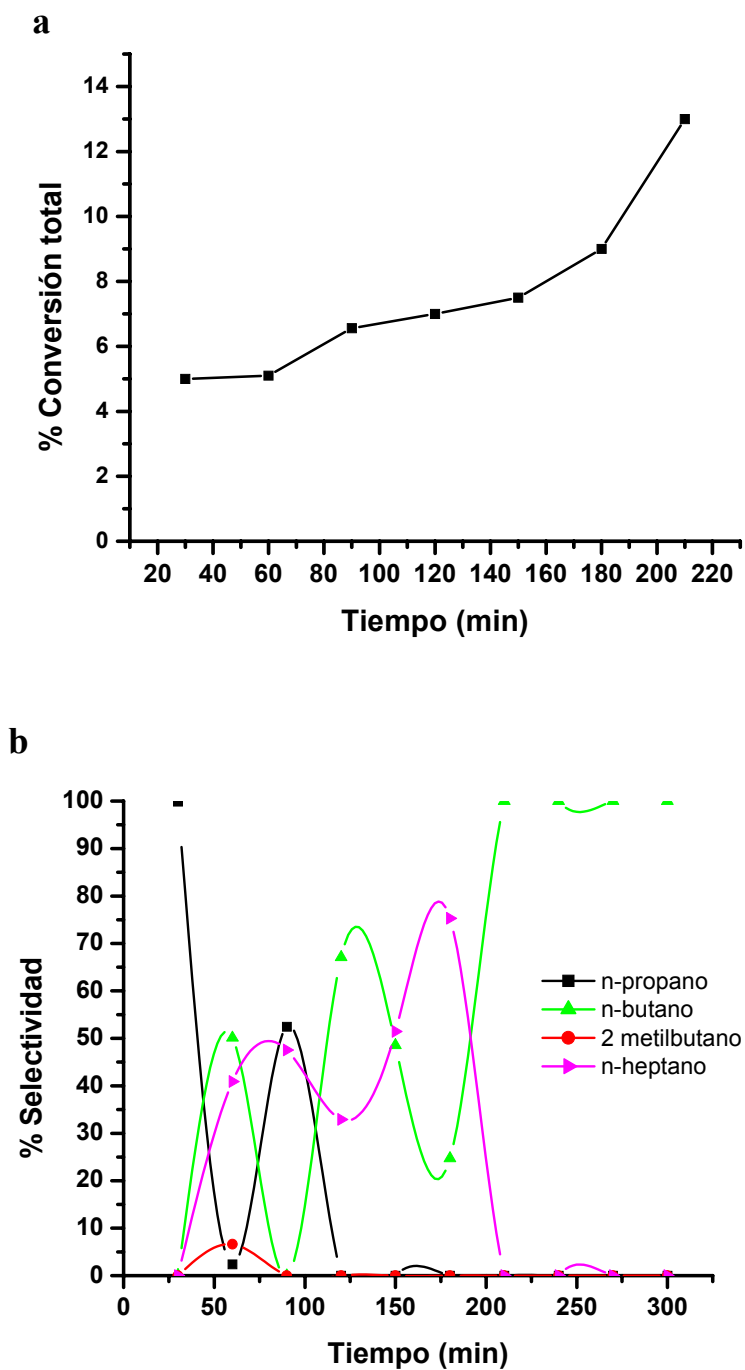 a
14
12
10
8
6
4
2
0
% Conversión total
20 40 60 80 100 120 140 160 180 200 220
Tiempo (min)
b
100
90
80
70
60
50
40
30
20
10
0
% Selectividad
n-propano
n-butano
2 metilbutano
n-heptano
0 50 100 150 200 250 300
Tiempo (min)